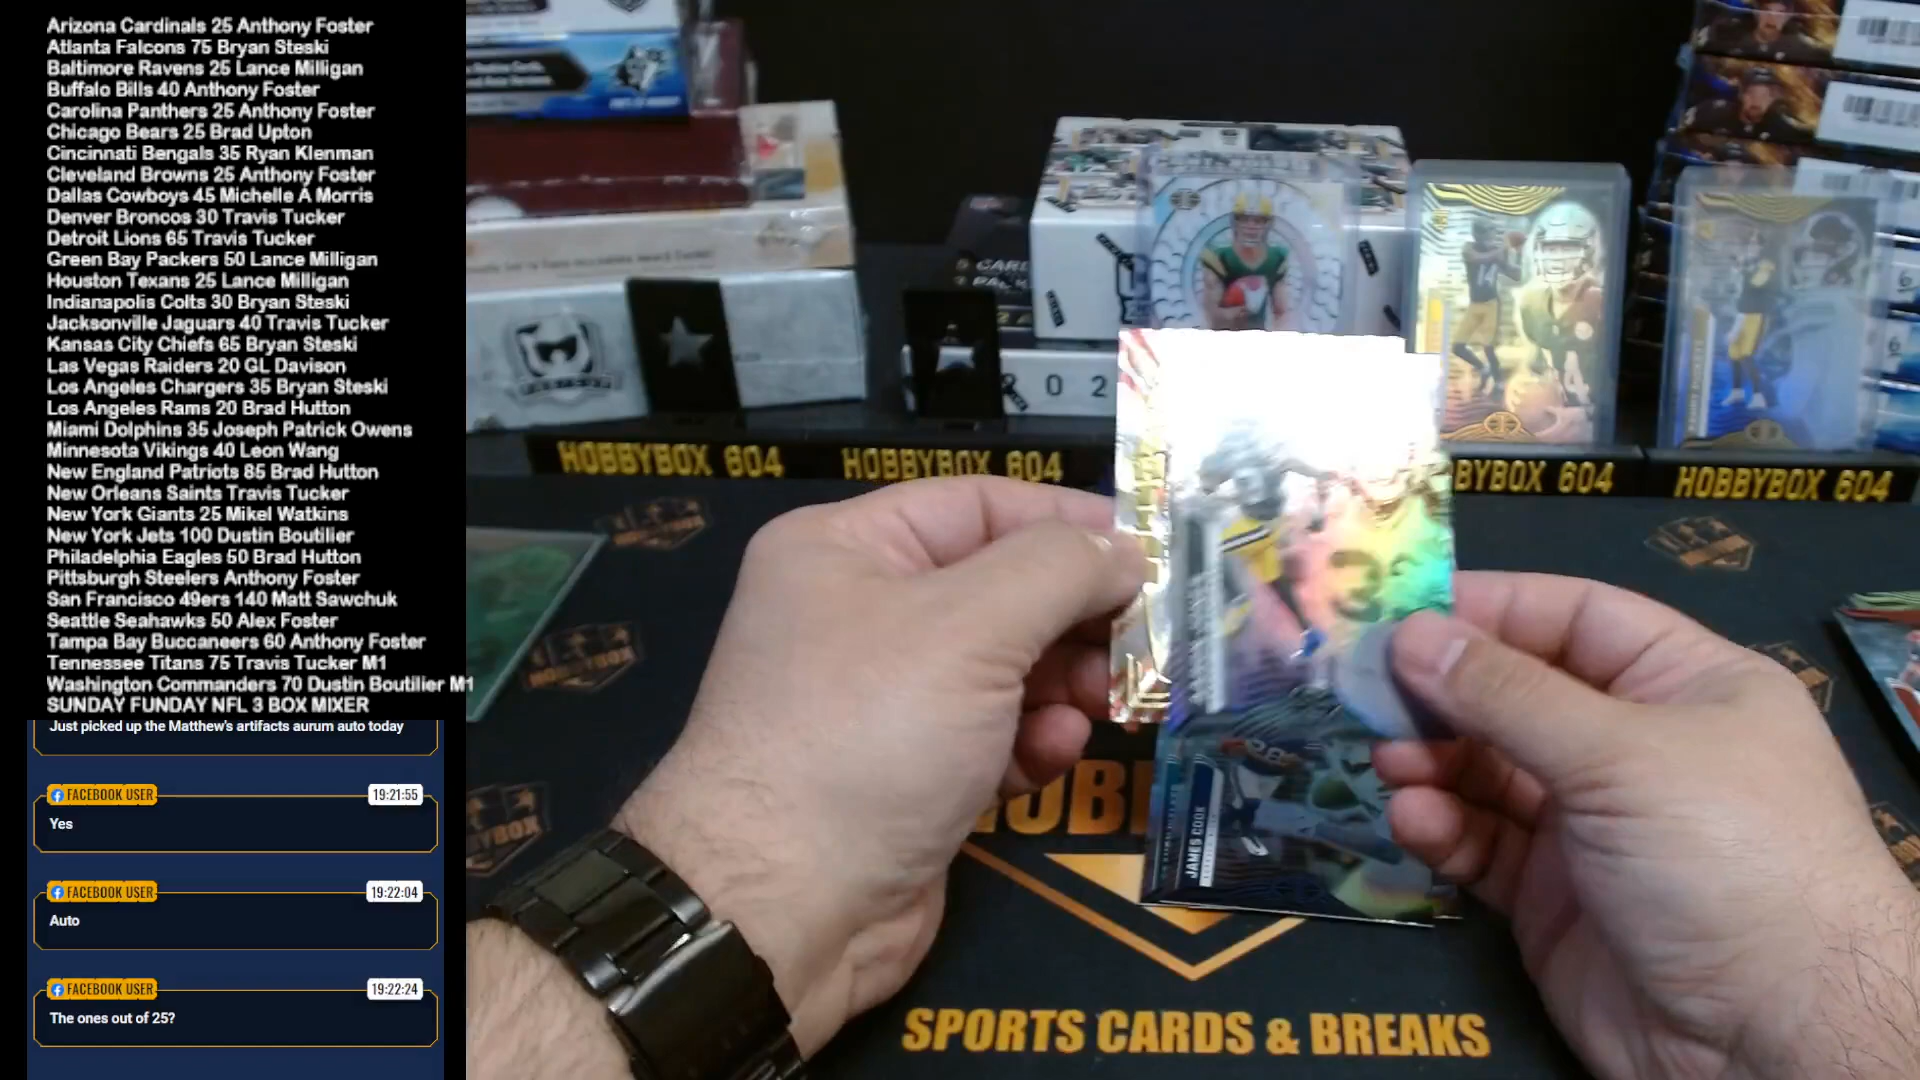 Arizona Cardinals 25 Anthony Foster
Atlanta Falcons 75 Bryan Steski
Baltimore Ravens 25 Lance Milligan
Buffalo Bills 40 Anthony Foster
Carolina Panthers 25 Anthony Foster
Chicago Bears 25 Brad Upton
Cincinnati Bengals 35 Ryan Klenman
Cleveland Browns 25 Anthony Foster
Dallas Cowboys 45 Michelle A Morris
Denver Broncos 30 Travis Tucker
Detroit Lions 65 Travis Tucker
Green Bay Packers 50 Lance Milligan
Houston Texans 25 Lance Milligan
Indianapolis Colts 30 Bryan Steski
Jacksonville Jaguars 40 Travis Tucker
Kansas City Chiefs 65 Bryan Steski
Las Vegas Raiders 20 GL Davison
Los Angeles Chargers 35 Bryan Steski
Los Angeles Rams 20 Brad Hutton
Miami Dolphins 35 Joseph Patrick Owens
Minnesota Vikings 40 Leon Wang
New England Patriots 85 Brad Hutton
New Orleans Saints Travis Tucker
New York Giants 25 Mikel Watkins
New York Jets 100 Dustin Boutilier
Philadelphia Eagles 50 Brad Hutton
Pittsburgh Steelers Anthony Foster
San Francisco 49ers 140 Matt Sawchuk
Seattle Seahawks 50 Alex Foster
Tampa Bay Buccaneers 60 Anthony Foster
Tennessee Titans 75 Travis Tucker M1
Washington Commanders 70 Dustin Boutilier M1
SUNDAY FUNDAY NFL 3 BOX MIXER
Just picked up the Matthew's artifacts aurum auto today
FACEBOOK USER 19:21:55
Yes
FACEBOOK USER 19:22:04
Auto
FACEBOOK USER 19:22:24
The ones out of 25?
HOBBYBOX 604
HOBBYBOX 604
BYBOX 604
HOBBYBOX 604
JAMES COOK
SPORTS CARDS & BREAKS